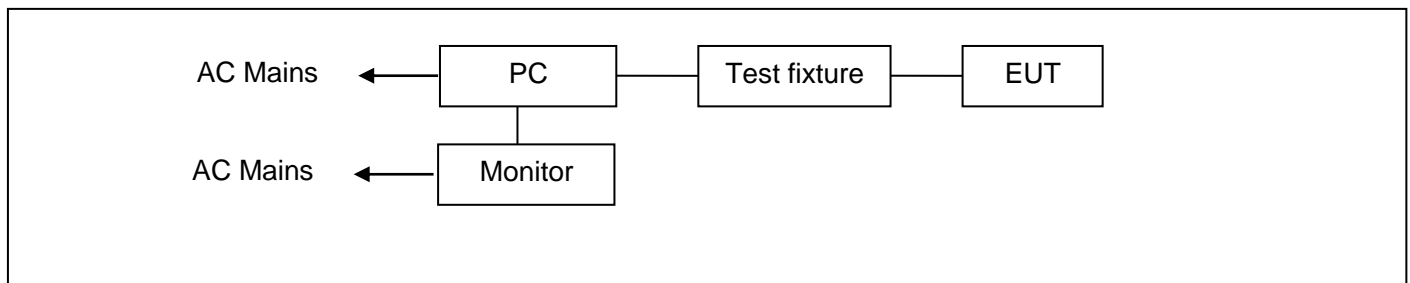 AC Mains
PC
Test fixture
EUT
AC Mains
Monitor